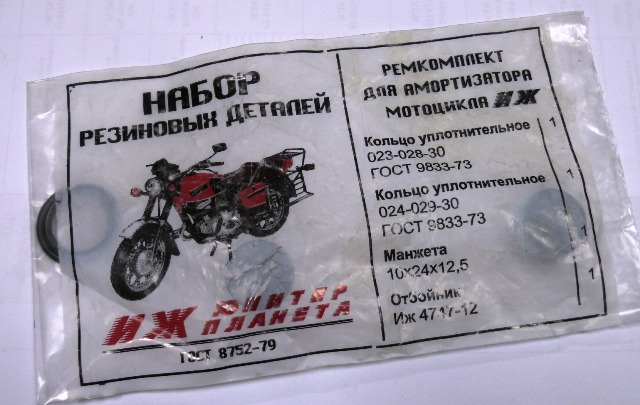 НАБОР
РЕЗИНОВЫХ ДЕТАЛЕЙ
ИЖ ЮПИТЕР
ПЛАНЕТА
ГОСТ 8752-79
РЕМКОМПЛЕКТ
ДЛЯ АМОРТИЗАТОРА
МОТОЦИКЛА ИЖ
Кольцо уплотнительное 1
023-028-30
ГОСТ 9833-73
Кольцо уплотнительное 1
024-029-30
ГОСТ 9833-73
Манжета 1
10х24х12,5
Отбойник 1
Иж 4717-12